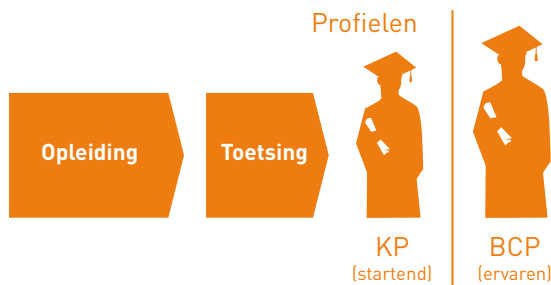 Profielen
Opleiding
Toetsing
KP
(startend)
BCP
(ervaren)